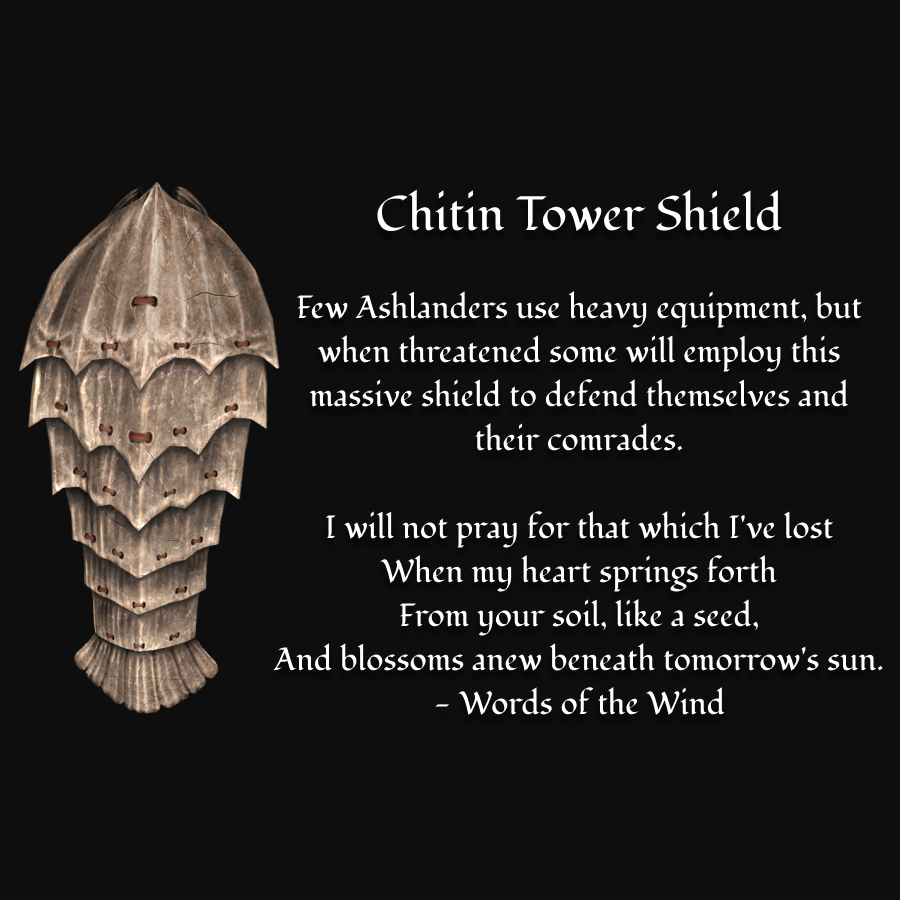 Chitin Tower Shield
Few Ashlanders use heavy equipment, but
when threatened some will employ this
massive shield to defend themselves and
their comrades.
I will not pray for that which I've lost
When my heart springs forth
From your soil, like a seed,
And blossoms anew beneath tomorrow's sun.
- Words of the Wind